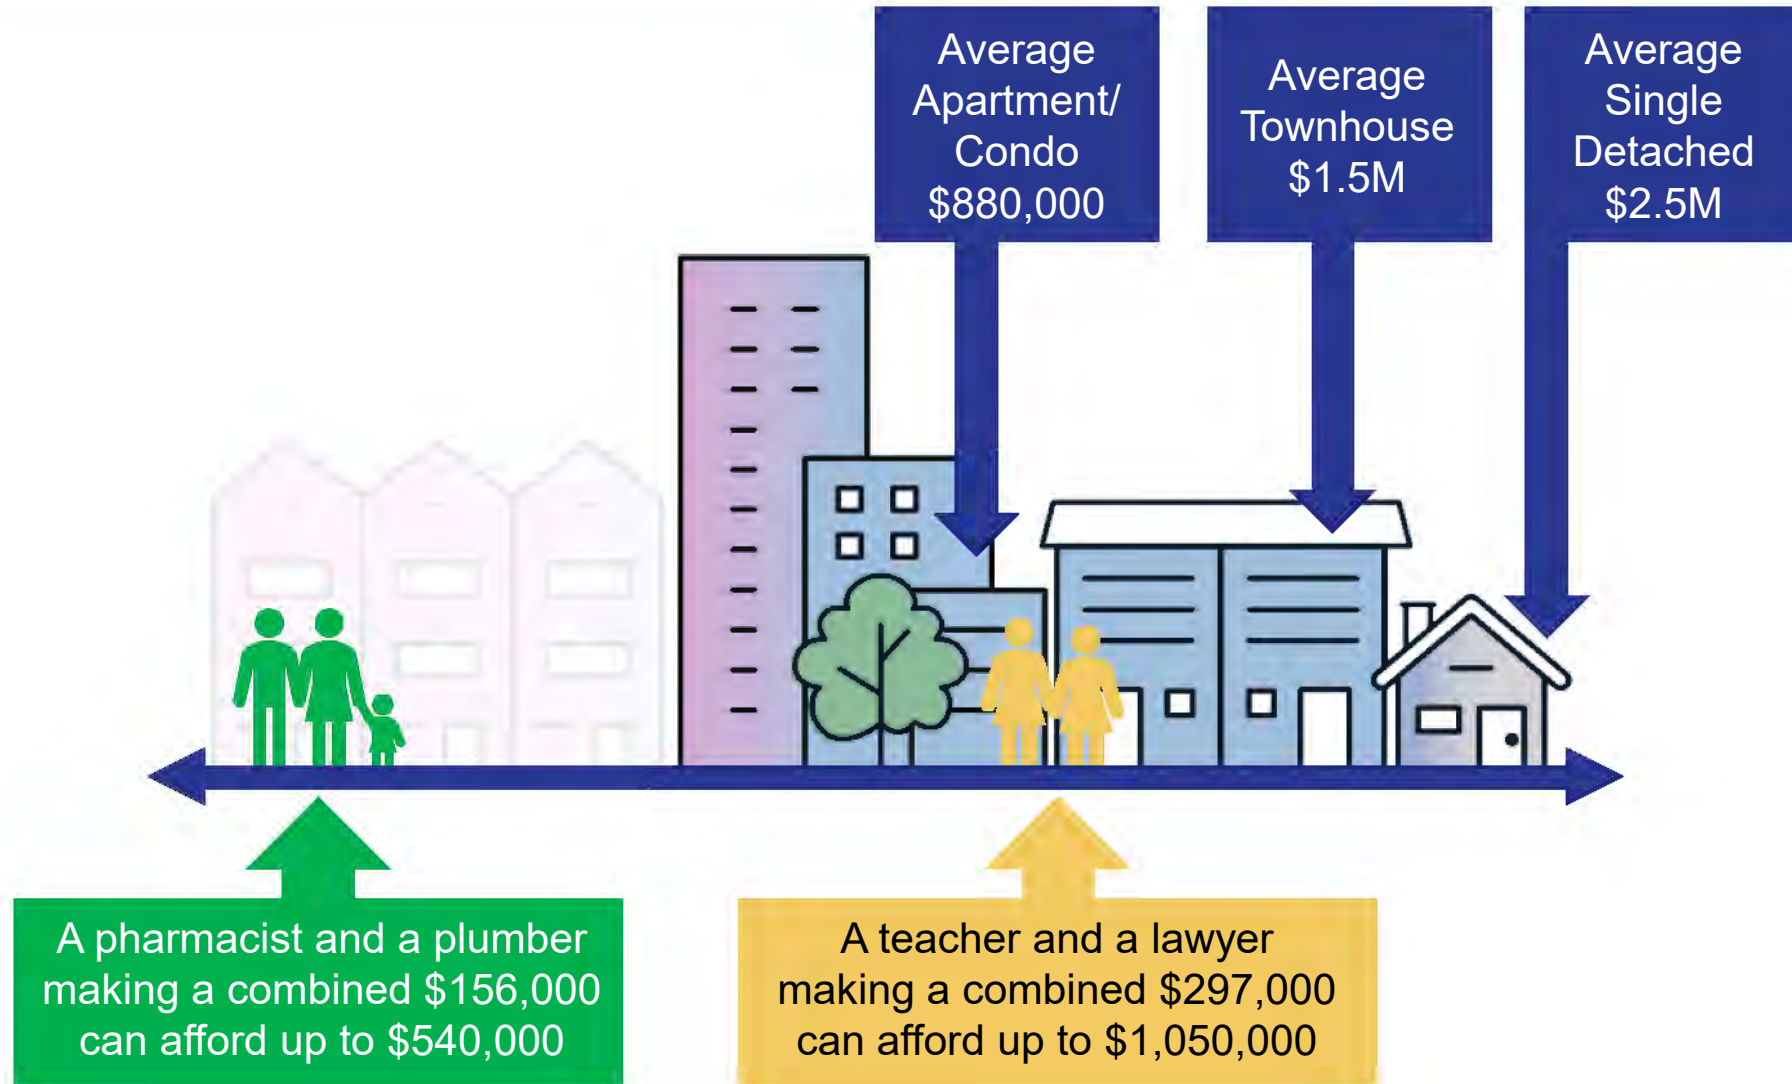 Average
Apartment/
Condo
$880,000
Average
Townhouse
$1.5M
Average
Single
Detached
$2.5M
A pharmacist and a plumber
making a combined $156,000
can afford up to $540,000
A teacher and a lawyer
making a combined $297,000
can afford up to $1,050,000